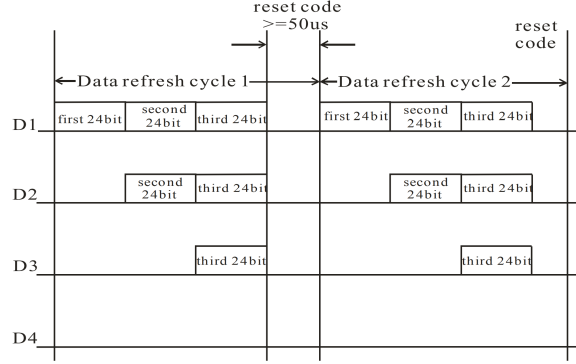 reset code
>=50us
reset
code
Data refresh cycle 1
Data refresh cycle 2
D1
first 24bit
second
24bit
third 24bit
first 24bit
second
24bit
third 24bit
D2
second
24bit
third 24bit
second
24bit
third 24bit
D3
third 24bit
third 24bit
D4